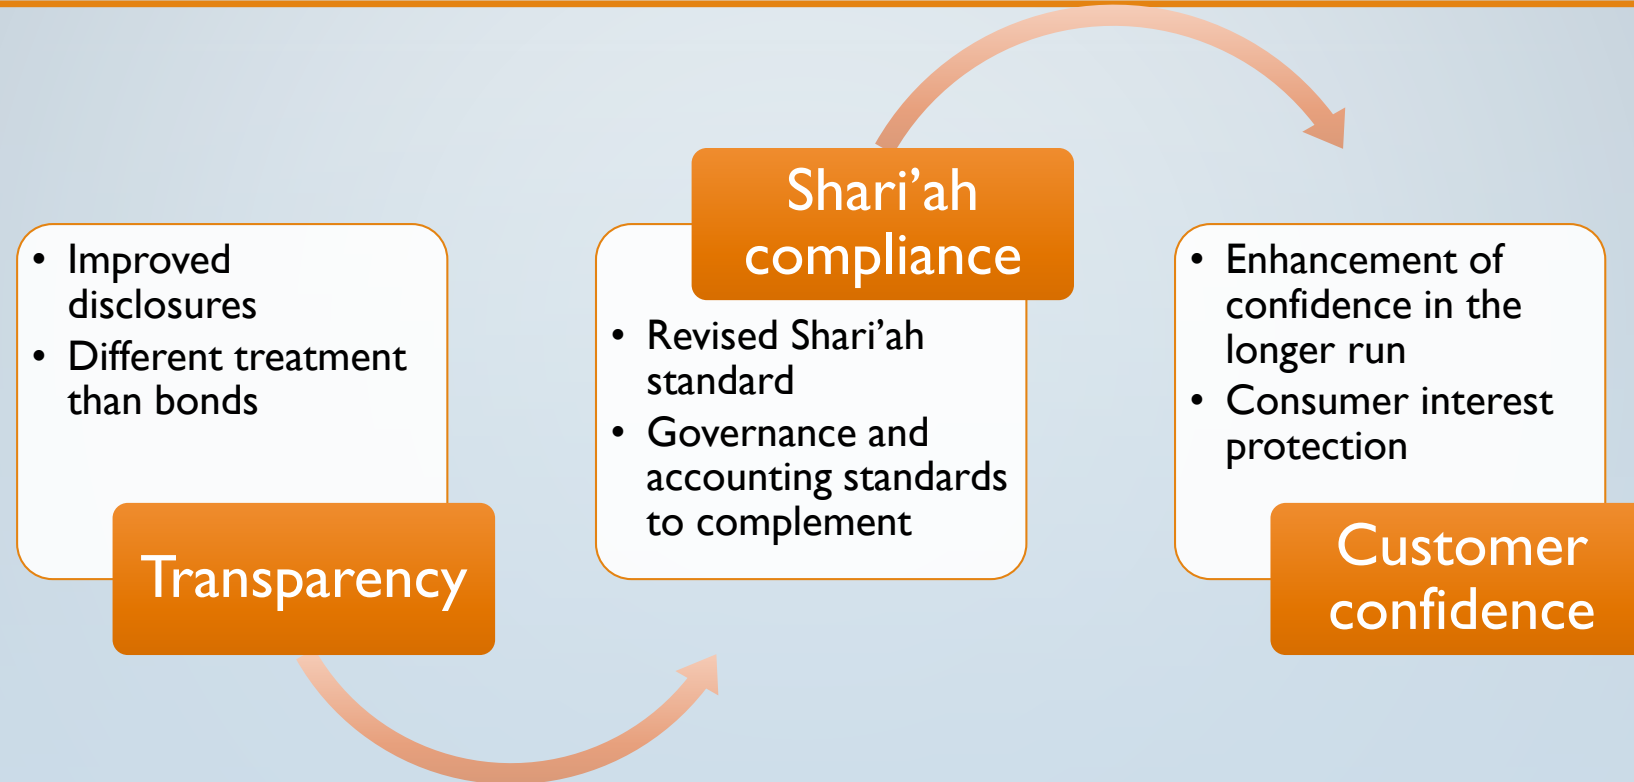 • Improved
disclosures
• Different treatment
than bonds
Transparency
Shari’ah
compliance
• Revised Shari’ah
standard
• Governance and
accounting standards
to complement
• Enhancement of
confidence in the
longer run
• Consumer interest
protection
Customer
confidence